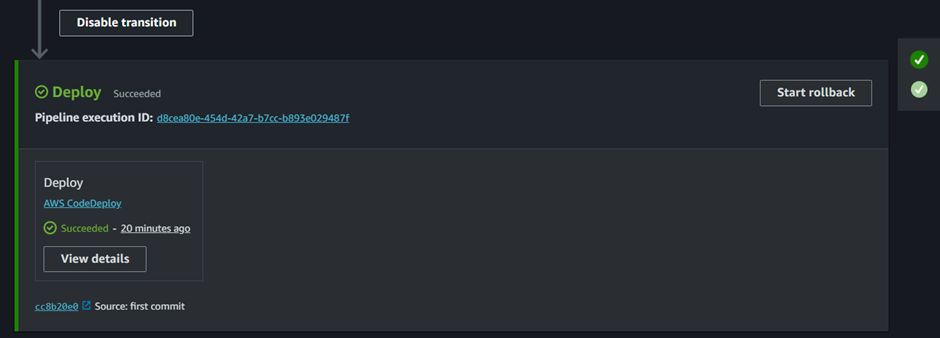 Disable transition
Deploy Succeeded
Start rollback
Pipeline execution ID: d8cea80e-454d-42a7-b7cc-b893e029487f
Deploy
AWS CodeDeploy
Succeeded - 20 minutes ago
View details
cc8b20e0 Source: first commit